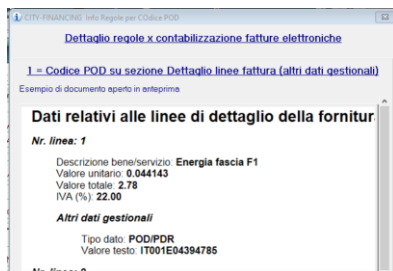 CITY-FINANCING Info Regole per COdice POD
Dettaglio regole x contabilizzazione fatture elettroniche
1 = Codice POD su sezione Dettaglio linee fattura (altri dati gestionali)
Esempio di documento aperto in anteprima
Dati relativi alle linee di dettaglio della fornitur
Nr. linea: 1
Descrizione bene/servizio: Energia fascia F1
Valore unitario: 0.044143
Valore totale: 2.78
IVA (%): 22.00
Altri dati gestionali
Tipo dato: POD/PDR
Valore testo: IT001E04394785